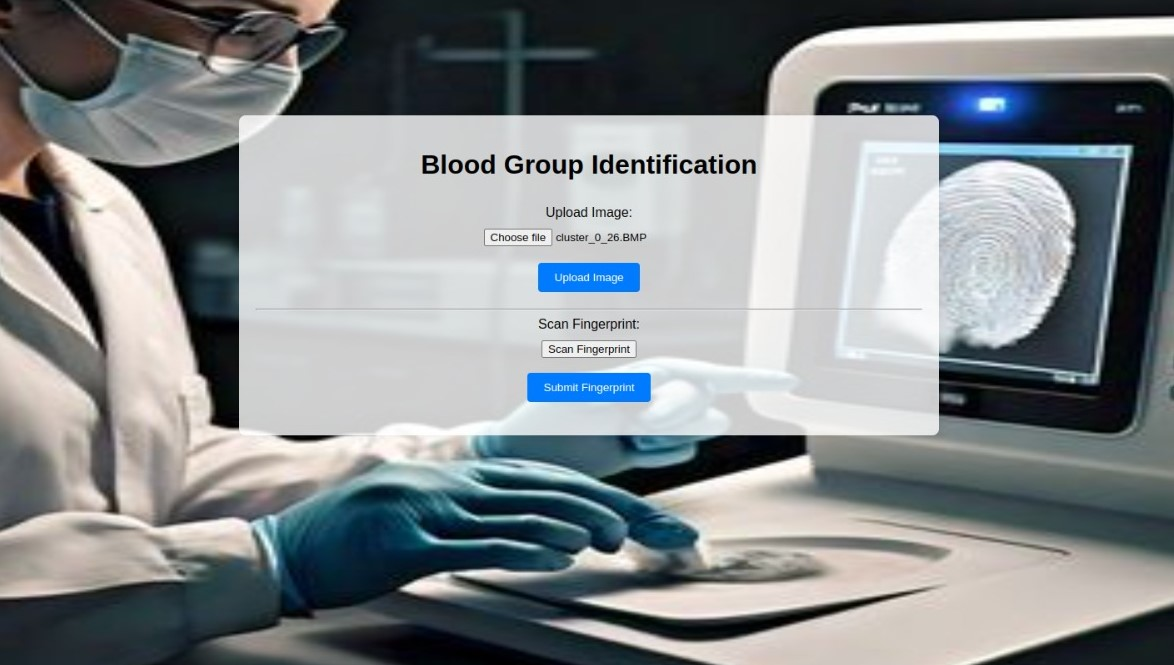 Blood Group Identification
Upload Image:
Choose file cluster_0_26.BMP
Upload Image
Scan Fingerprint:
Scan Fingerprint
Submit Fingerprint